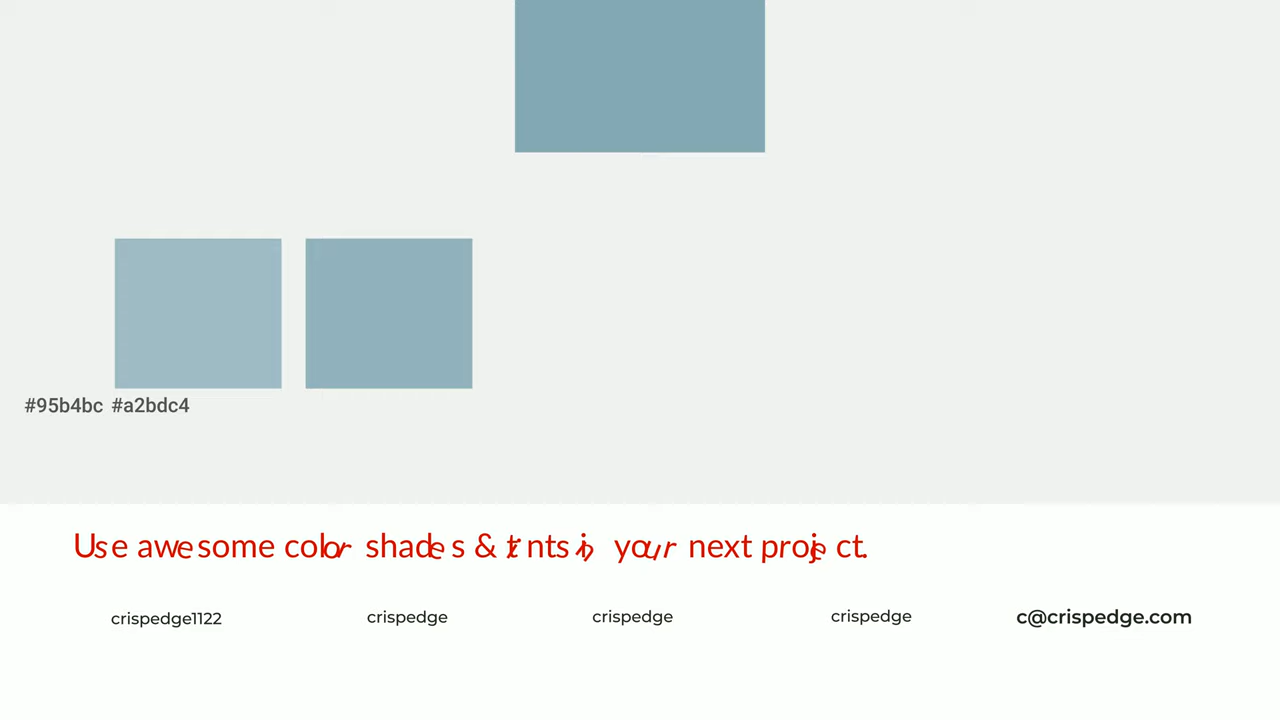 #95b4bc #a2bdc4
Use awesome color shades & tints in your next project.
crispedge1122 crispedge crispedge crispedge c@crispedge.com